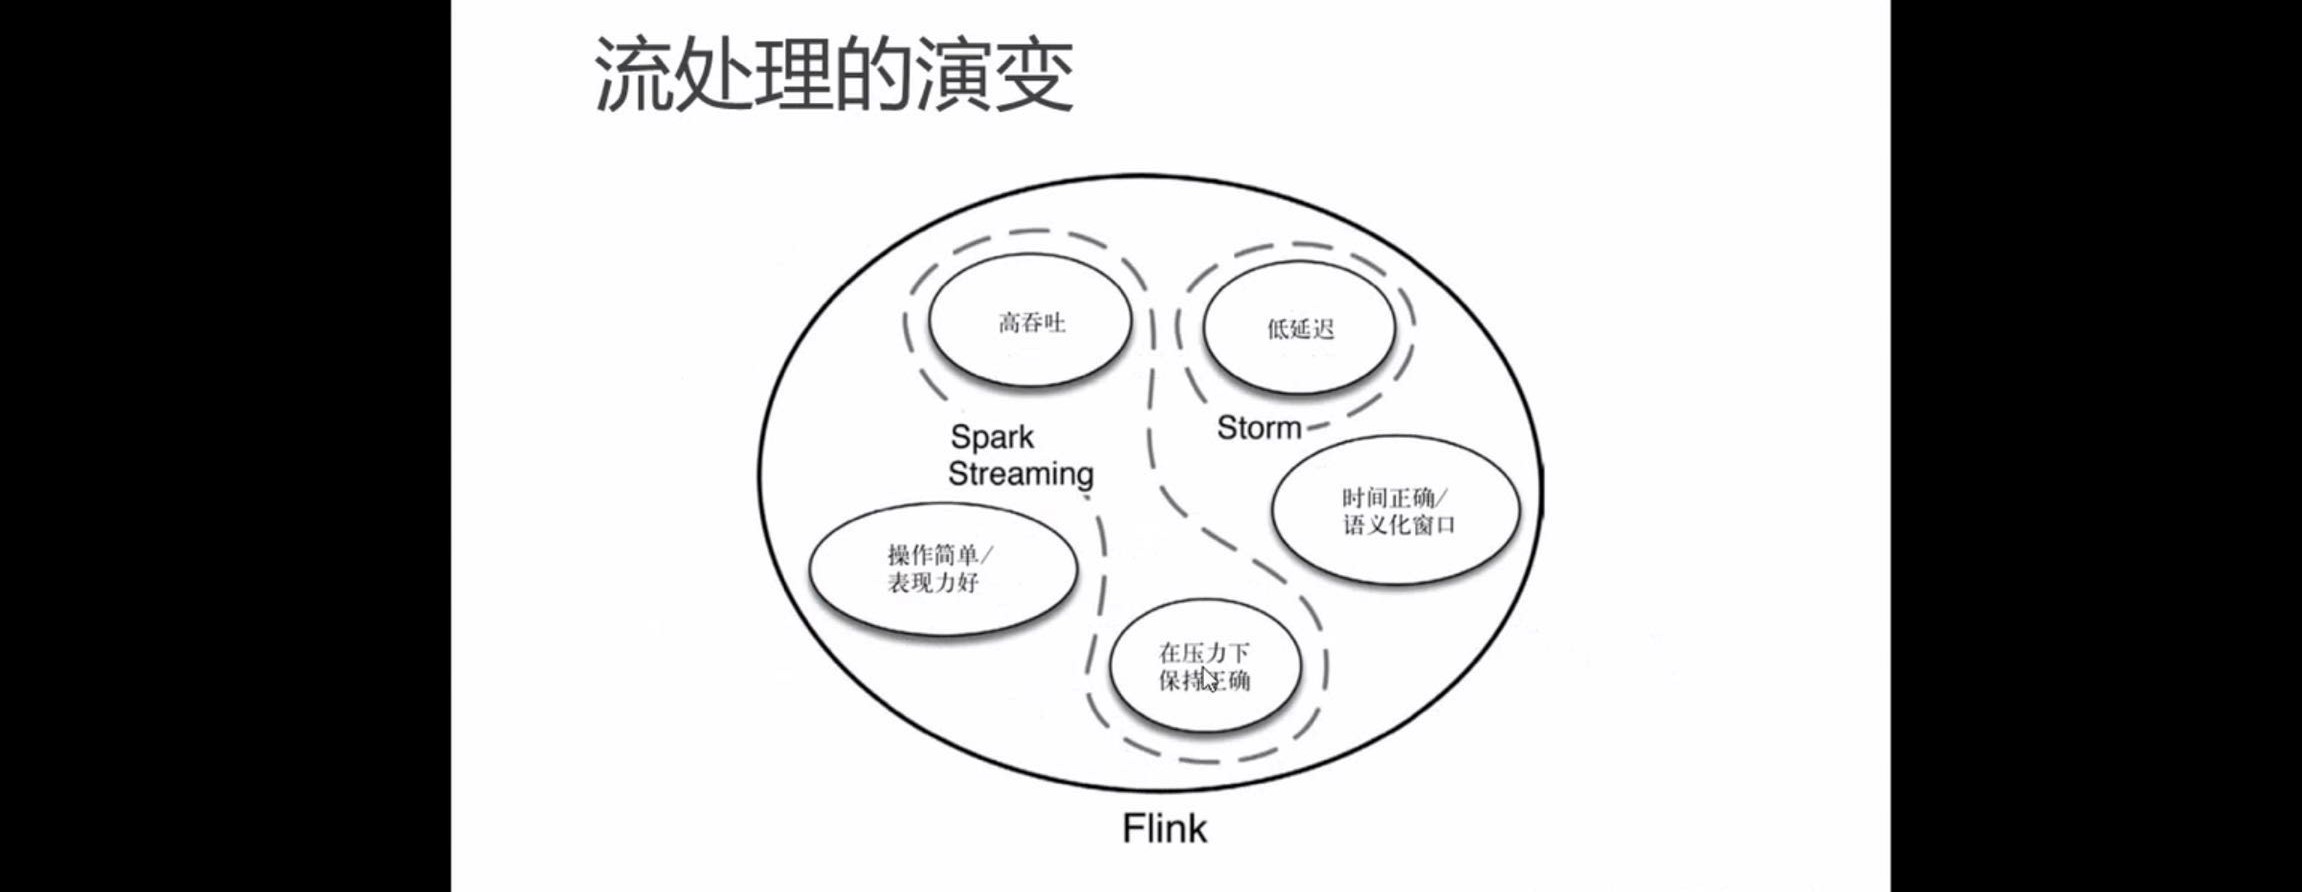 流处理的演变
高吞吐
低延迟
Spark
Streaming
Storm
时间正确/
语义化窗口
操作简单/
表现力好
在压力下
保持正确
Flink